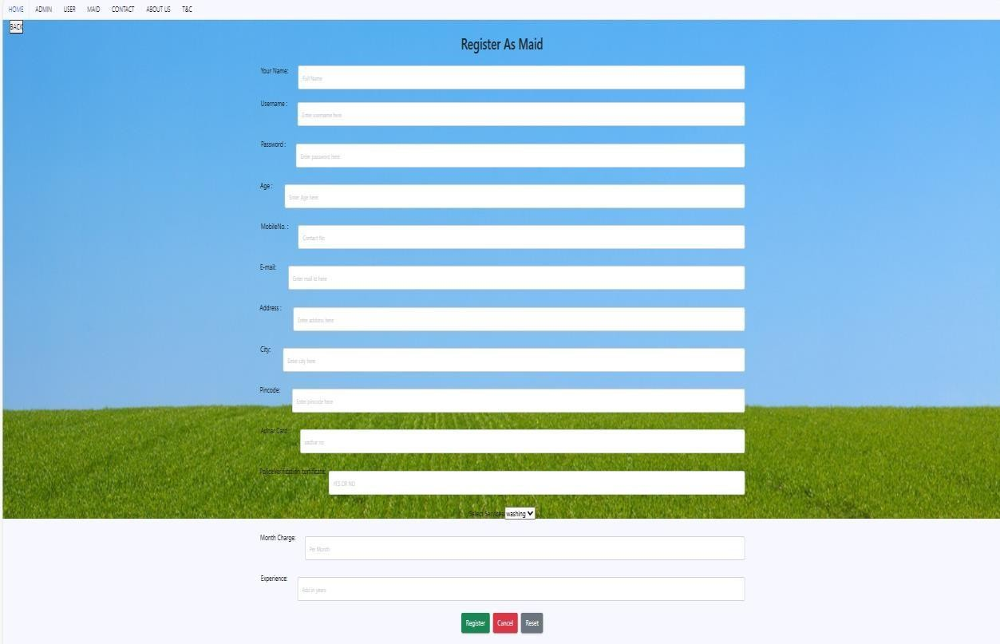 HOME ADMIN USER MAID CONTACT ABOUT US T&C
BACK
Register As Maid
Your Name: Full Name
Username : Enter username here
Password : Enter password here
Age : Enter Age here
MobileNo. : Contact No
E-mail: Enter mail id here
Address : Enter address here
City: Enter city here
Pincode: Enter pincode here
Adhar Card: aadhar no
PoliceVerification certificate: YES OR NO
Select Services washing
Month Charge: Per Month
Experience: Add in years
Register Cancel Reset